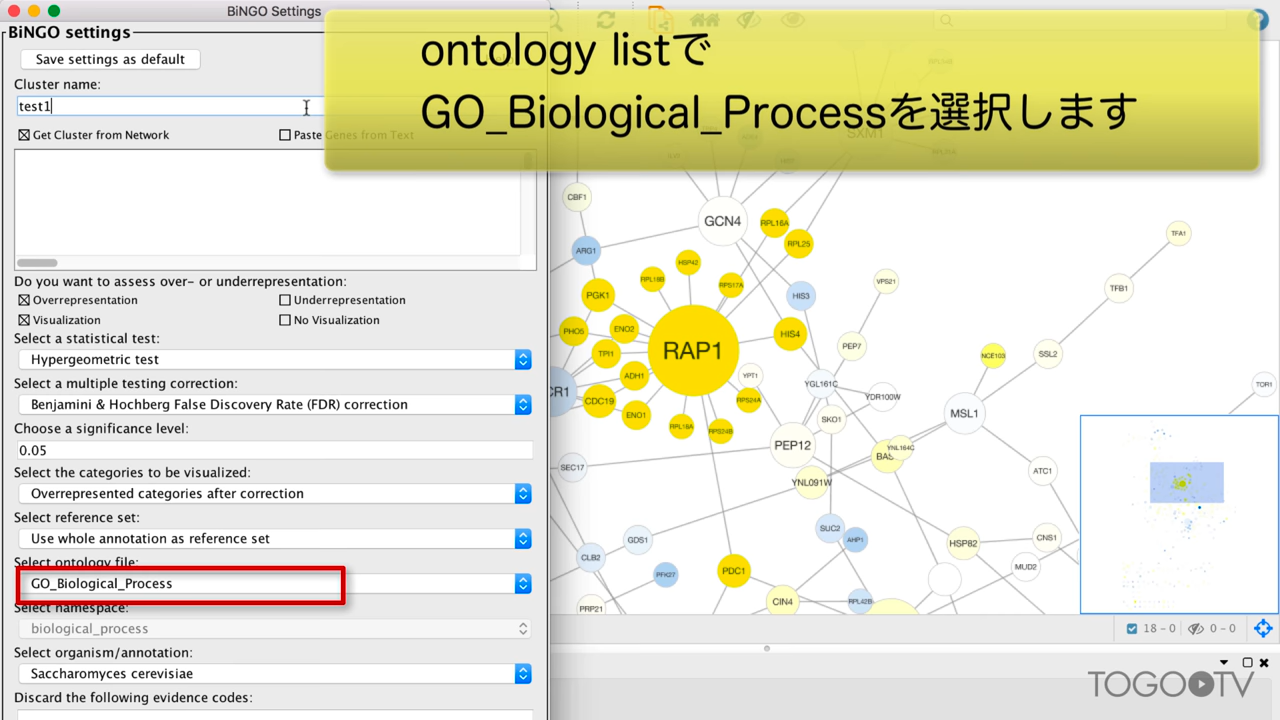 BiNGO Settings
BiNGO settings
Save settings as default
Cluster name:
test1
Get Cluster from Network
Paste Genes from Text
Do you want to assess over- or underrepresentation:
Overrepresentation
Underrepresentation
Visualization
No Visualization
Select a statistical test:
Hypergeometric test
Select a multiple testing correction:
Benjamini & Hochberg False Discovery Rate (FDR) correction
Choose a significance level:
0.05
Select the categories to be visualized:
Overrepresented categories after correction
Select reference set:
Use whole annotation as reference set
Select ontology file:
GO_Biological_Process
Select namespace:
biological_process
Select organism/annotation:
Saccharomyces cerevisiae
Discard the following evidence codes:
ontology listで
GO_Biological_Processを選択します
SXM1
CBF1
GCN4
RPL16A
TFA1
ARG1
RPL25
HSP42
RPL18B
RPS17A
VPS21
TFB1
PGK1
HIS3
PHO5
ENO2
HIS4
TPI1
RAP1
PEP7
NCE103
SSL2
ADH1
YPT1
YGL161C
TOR1
CR1
CDC19
RPS24A
YDR100W
ENO1
SKO1
MSL1
RPL18A
RPS24B
PEP12
YNL164C
SEC17
BAS
ATC1
YNL091W
SUC2
GDS1
AHP1
HSP82
CNS1
CLB2
PFK27
PDC1
MUD2
PRP21
CIN4
RPL42B
18 - 0
0 - 0
TOGO TV